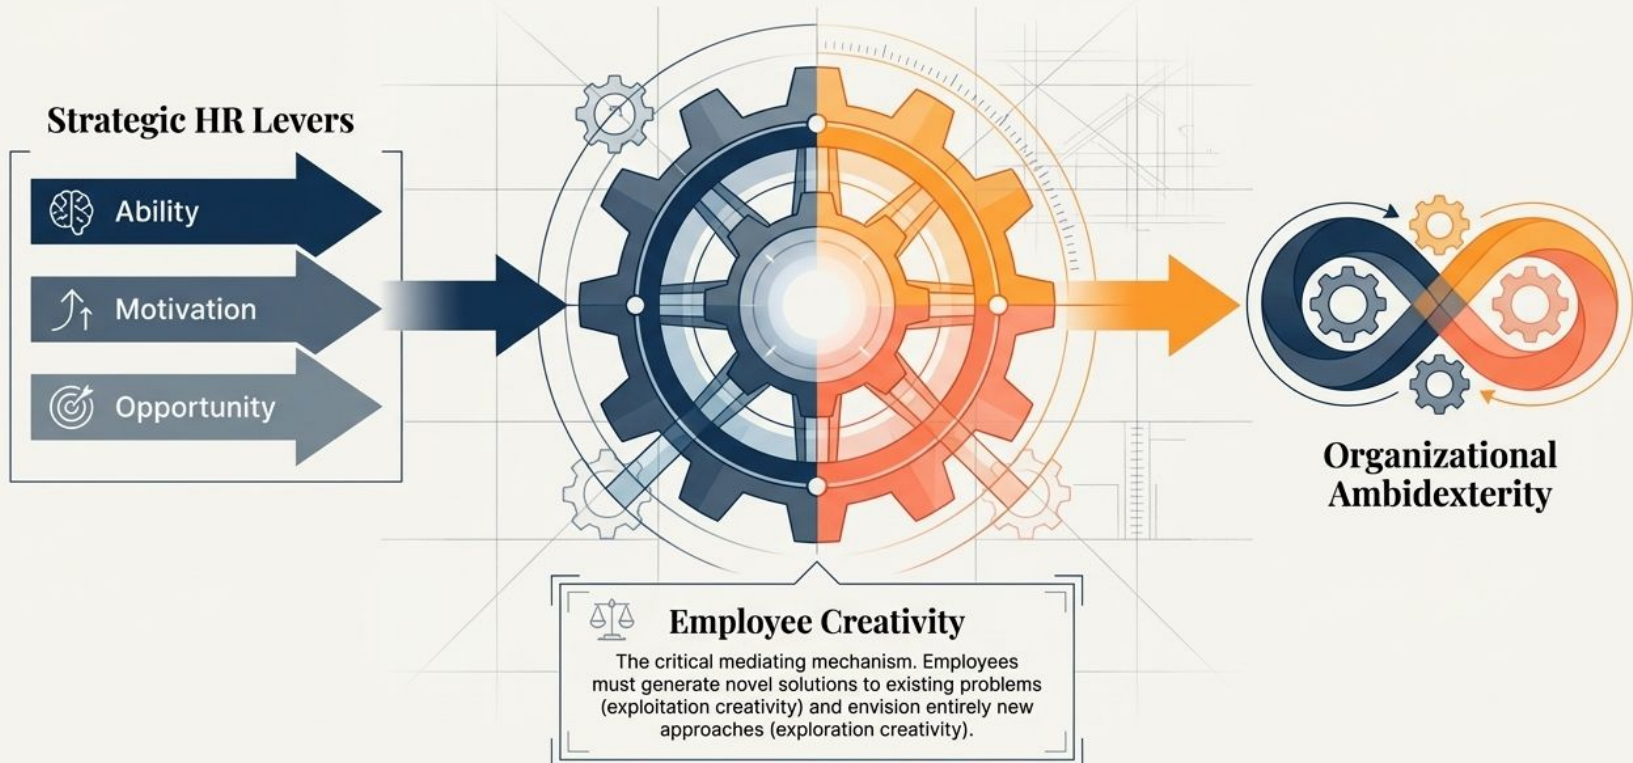 Strategic HR Levers
Ability
Motivation
Opportunity
Organizational
Ambidexterity
Employee Creativity
The critical mediating mechanism. Employees
must generate novel solutions to existing problems
(exploitation creativity) and envision entirely new
approaches (exploration creativity).